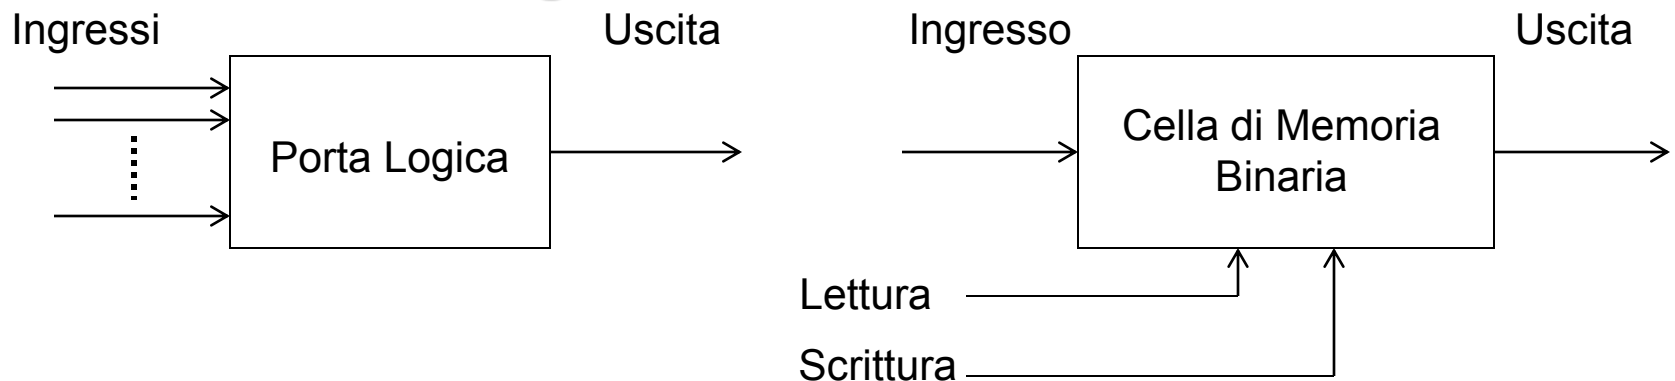 Ingressi
Uscita
Porta Logica
Ingresso
Uscita
Cella di Memoria
Binaria
Lettura
Scrittura